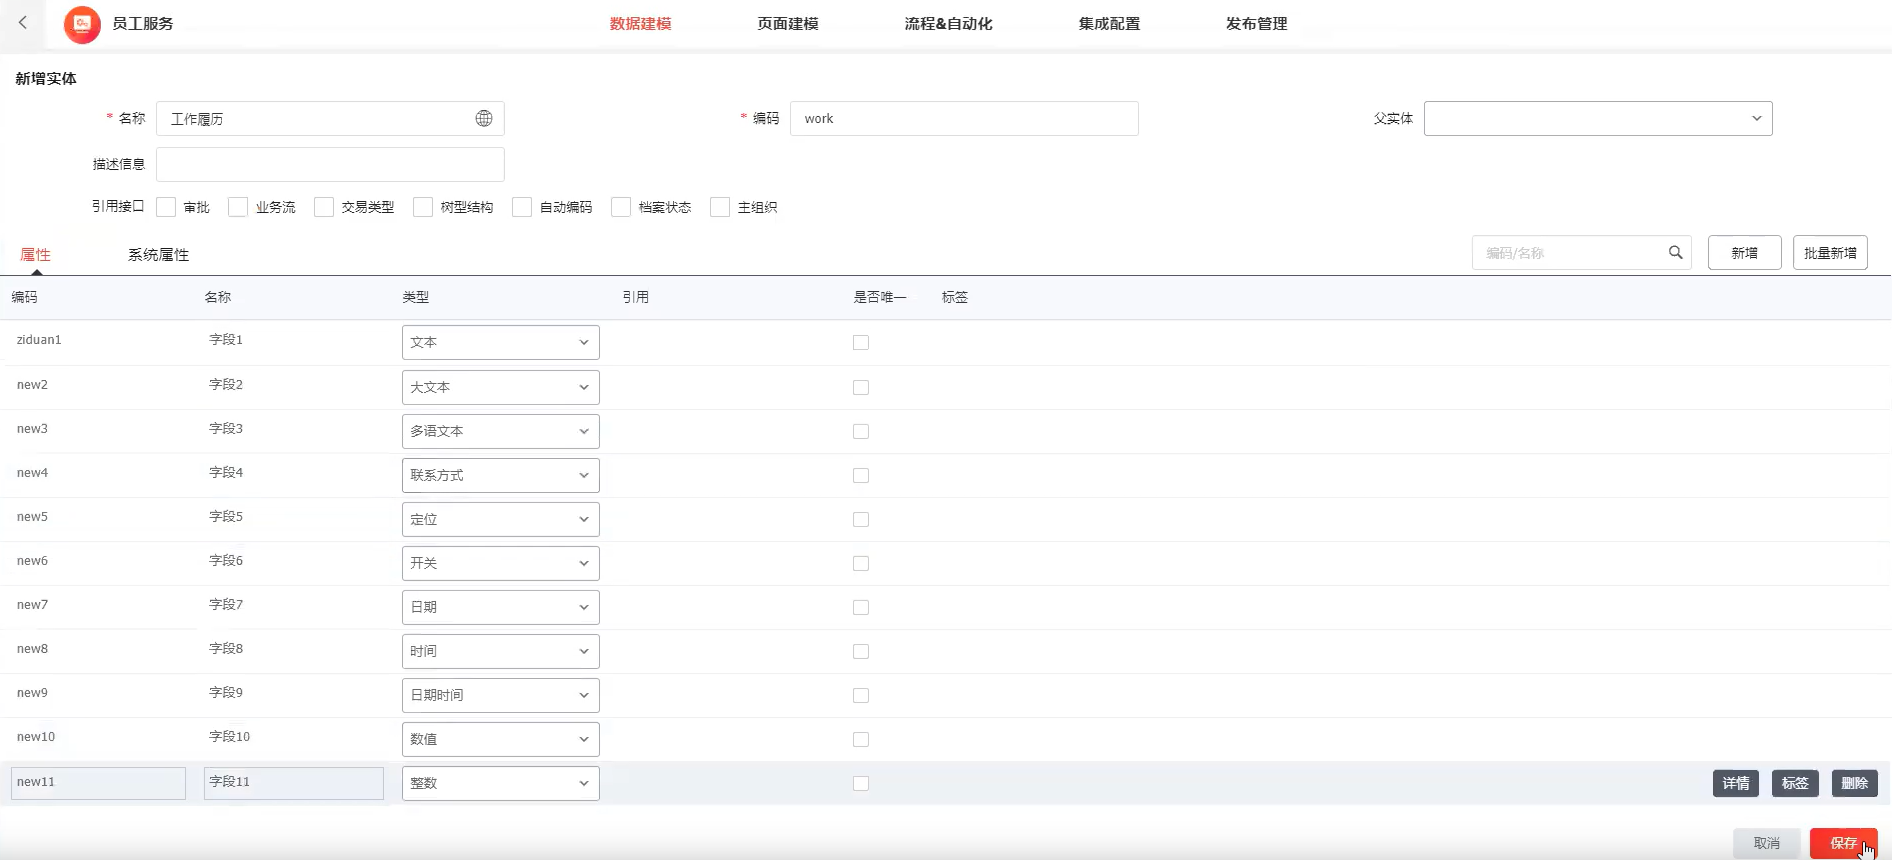 员工服务 数据建模 页面建模 流程&自动化 集成配置 发布管理
新增实体
* 名称 工作履历 * 编码 work 父实体
描述信息
引用接口 审批 业务流 交易类型 树型结构 自动编码 档案状态 主组织
属性 系统属性 编码/名称 新增 批量新增
编码 名称 类型 引用 是否唯一 标签
ziduan1 字段1 文本
new2 字段2 大文本
new3 字段3 多语文本
new4 字段4 联系方式
new5 字段5 定位
new6 字段6 开关
new7 字段7 日期
new8 字段8 时间
new9 字段9 日期时间
new10 字段10 数值
new11 字段11 整数 详情 标签 删除
取消 保存